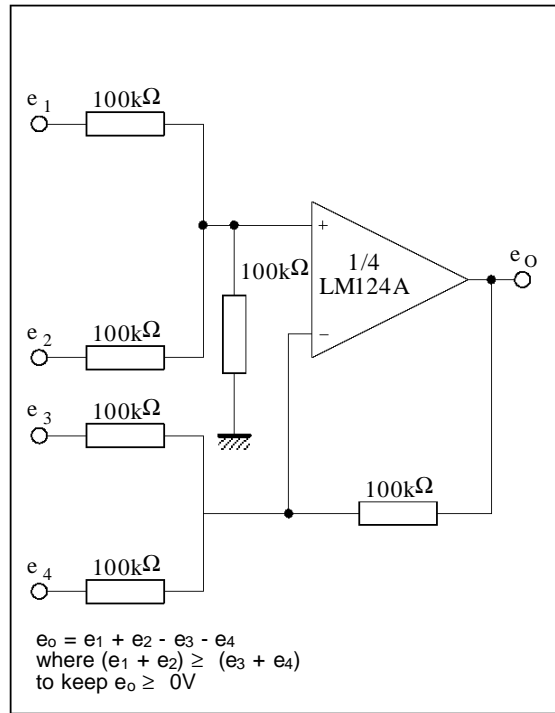 e1
100kΩ
+
100kΩ
1/4
LM124A
eO
−
e2
100kΩ
e3
100kΩ
100kΩ
e4
100kΩ
eo = e1 + e2 - e3 - e4
where (e1 + e2) ≥ (e3 + e4)
to keep eo ≥ 0V